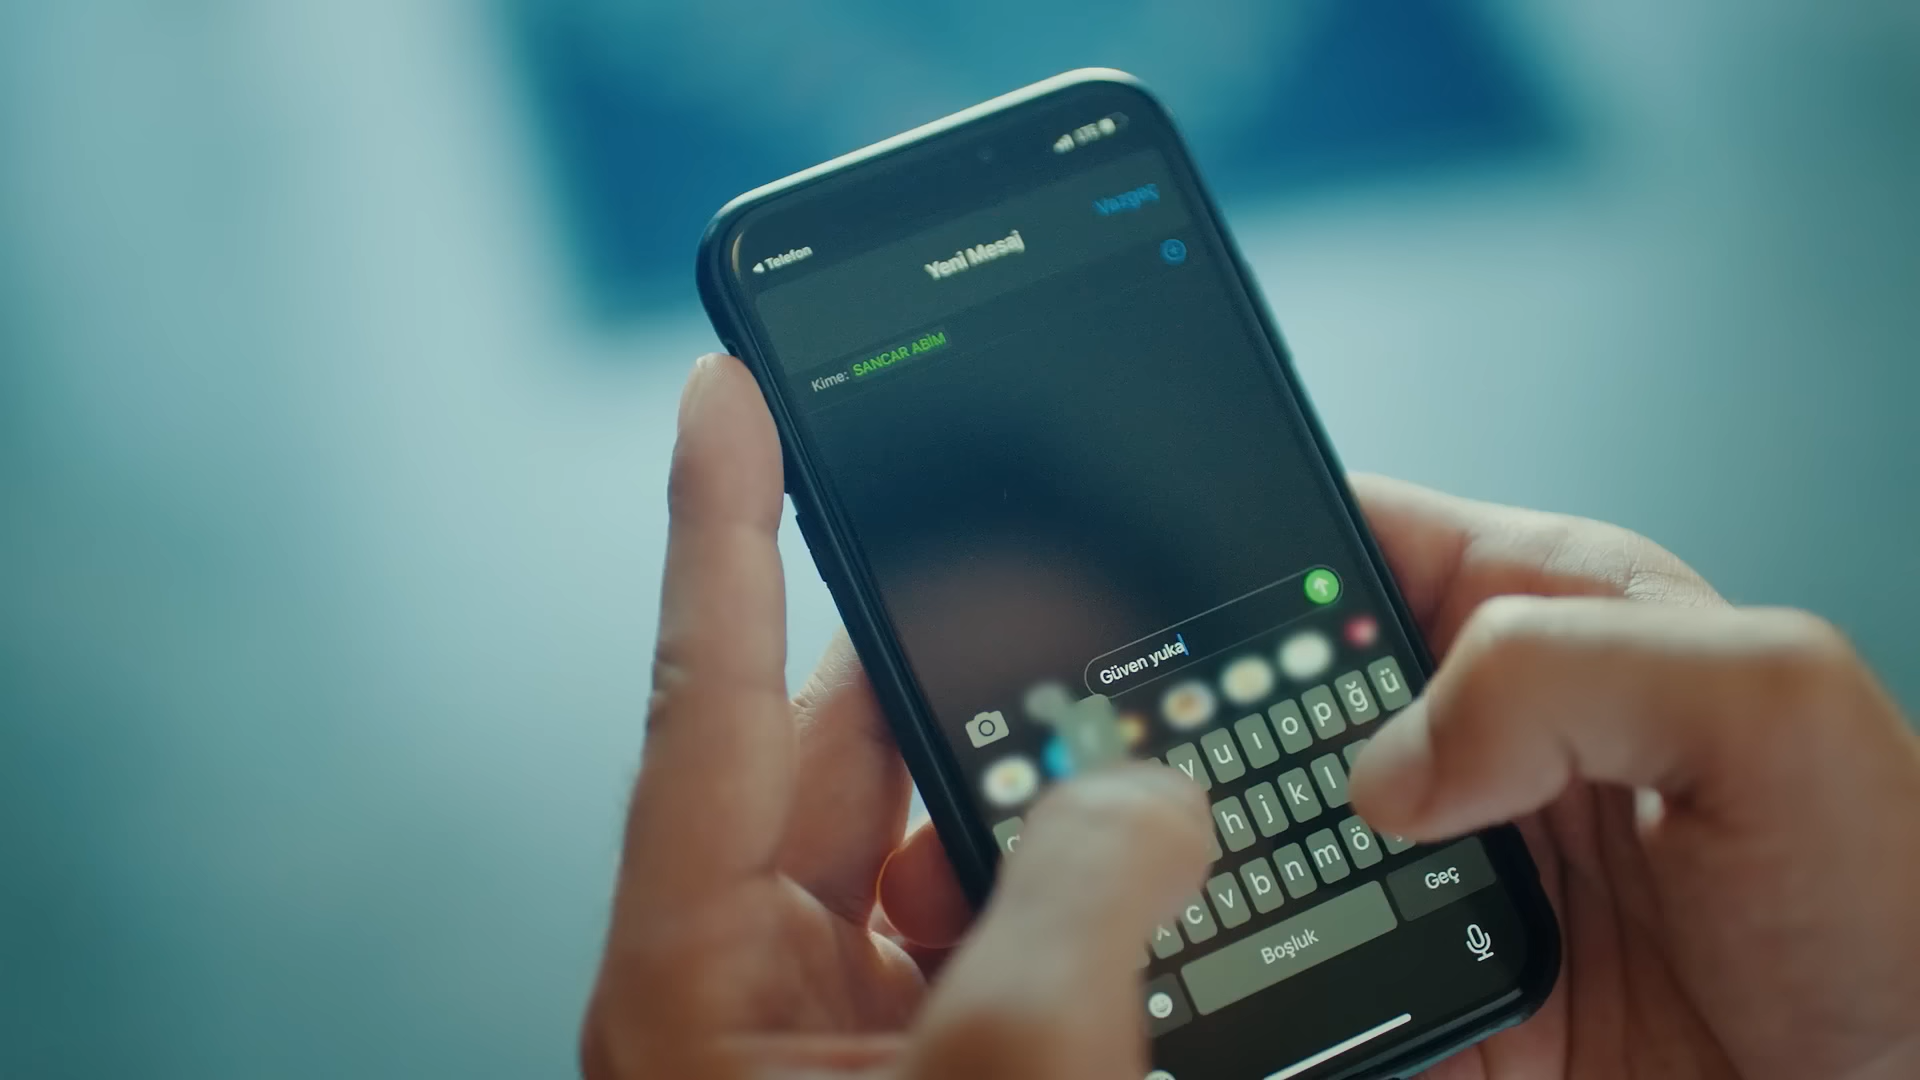 ◀ Telefon
Vazgeç
Yeni Mesaj
Kime: SANCAR ABİM
Güven yuka
y u ı o p ğ ü
h j k l
x c v b n m ö
Boşluk
Geç